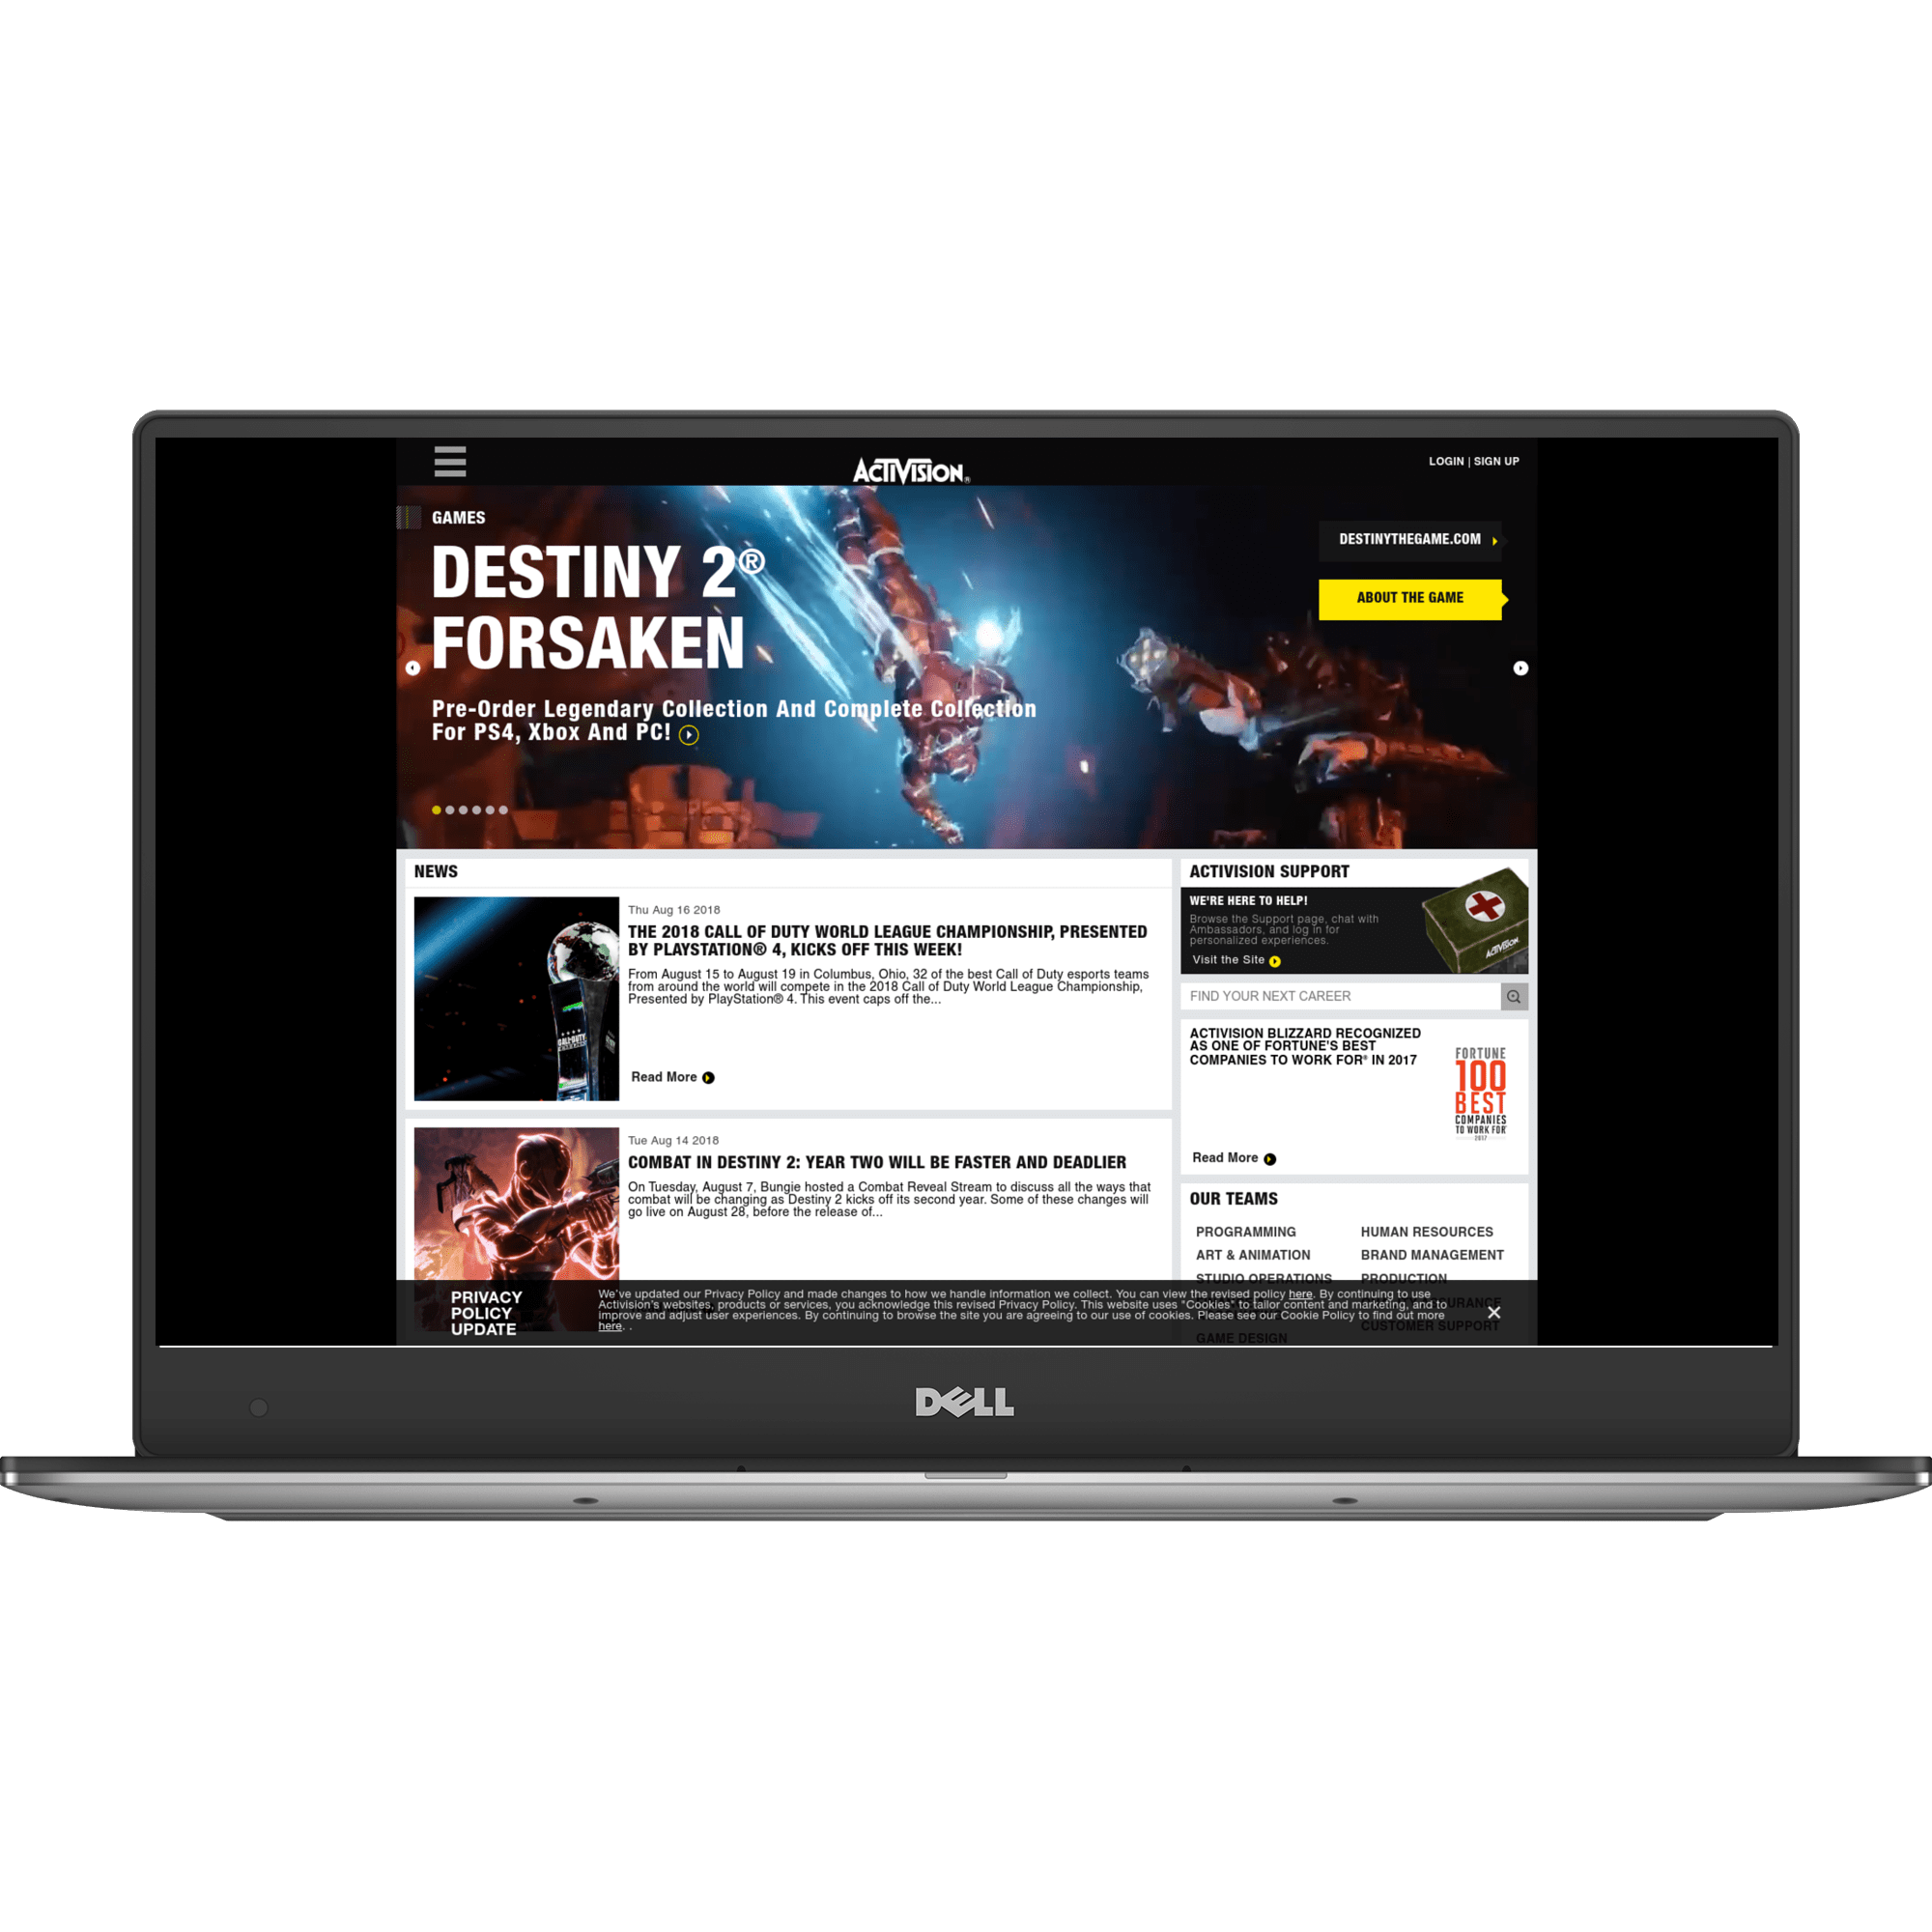 ACTIVISION®
LOGIN | SIGN UP
GAMES
DESTINY 2®
FORSAKEN
Pre-Order Legendary Collection And Complete Collection
For PS4, Xbox And PC!
DESTINYTHEGAME.COM
ABOUT THE GAME
NEWS
Thu Aug 16 2018
THE 2018 CALL OF DUTY WORLD LEAGUE CHAMPIONSHIP, PRESENTED
BY PLAYSTATION® 4, KICKS OFF THIS WEEK!
From August 15 to August 19 in Columbus, Ohio, 32 of the best Call of Duty esports teams
from around the world will compete in the 2018 Call of Duty World League Championship,
Presented by PlayStation® 4. This event caps off the...
CALL OF DUTY
Read More
Tue Aug 14 2018
COMBAT IN DESTINY 2: YEAR TWO WILL BE FASTER AND DEADLIER
On Tuesday, August 7, Bungie hosted a Combat Reveal Stream to discuss all the ways that
combat will be changing as Destiny 2 kicks off its second year. Some of these changes will
go live on August 28, before the release of...
ACTIVISION SUPPORT
WE'RE HERE TO HELP!
Browse the Support page, chat with
Ambassadors, and log in for
personalized experiences.
Visit the Site
ACTIVISION
FIND YOUR NEXT CAREER
ACTIVISION BLIZZARD RECOGNIZED
AS ONE OF FORTUNE'S BEST
COMPANIES TO WORK FOR® IN 2017
FORTUNE
100
BEST
COMPANIES
TO WORK FOR®
2017
Read More
OUR TEAMS
PROGRAMMING
HUMAN RESOURCES
ART & ANIMATION
BRAND MANAGEMENT
STUDIO OPERATIONS
PRODUCTION
CUSTOMER SUPPORT
GAME DESIGN
PRIVACY
POLICY
UPDATE
We've updated our Privacy Policy and made changes to how we handle information we collect. You can view the revised policy here. By continuing to use
Activision's websites, products or services, you acknowledge this revised Privacy Policy. This website uses "Cookies" to tailor content and marketing, and to
improve and adjust user experiences. By continuing to browse the site you are agreeing to our use of cookies. Please see our Cookie Policy to find out more
here. .
DELL